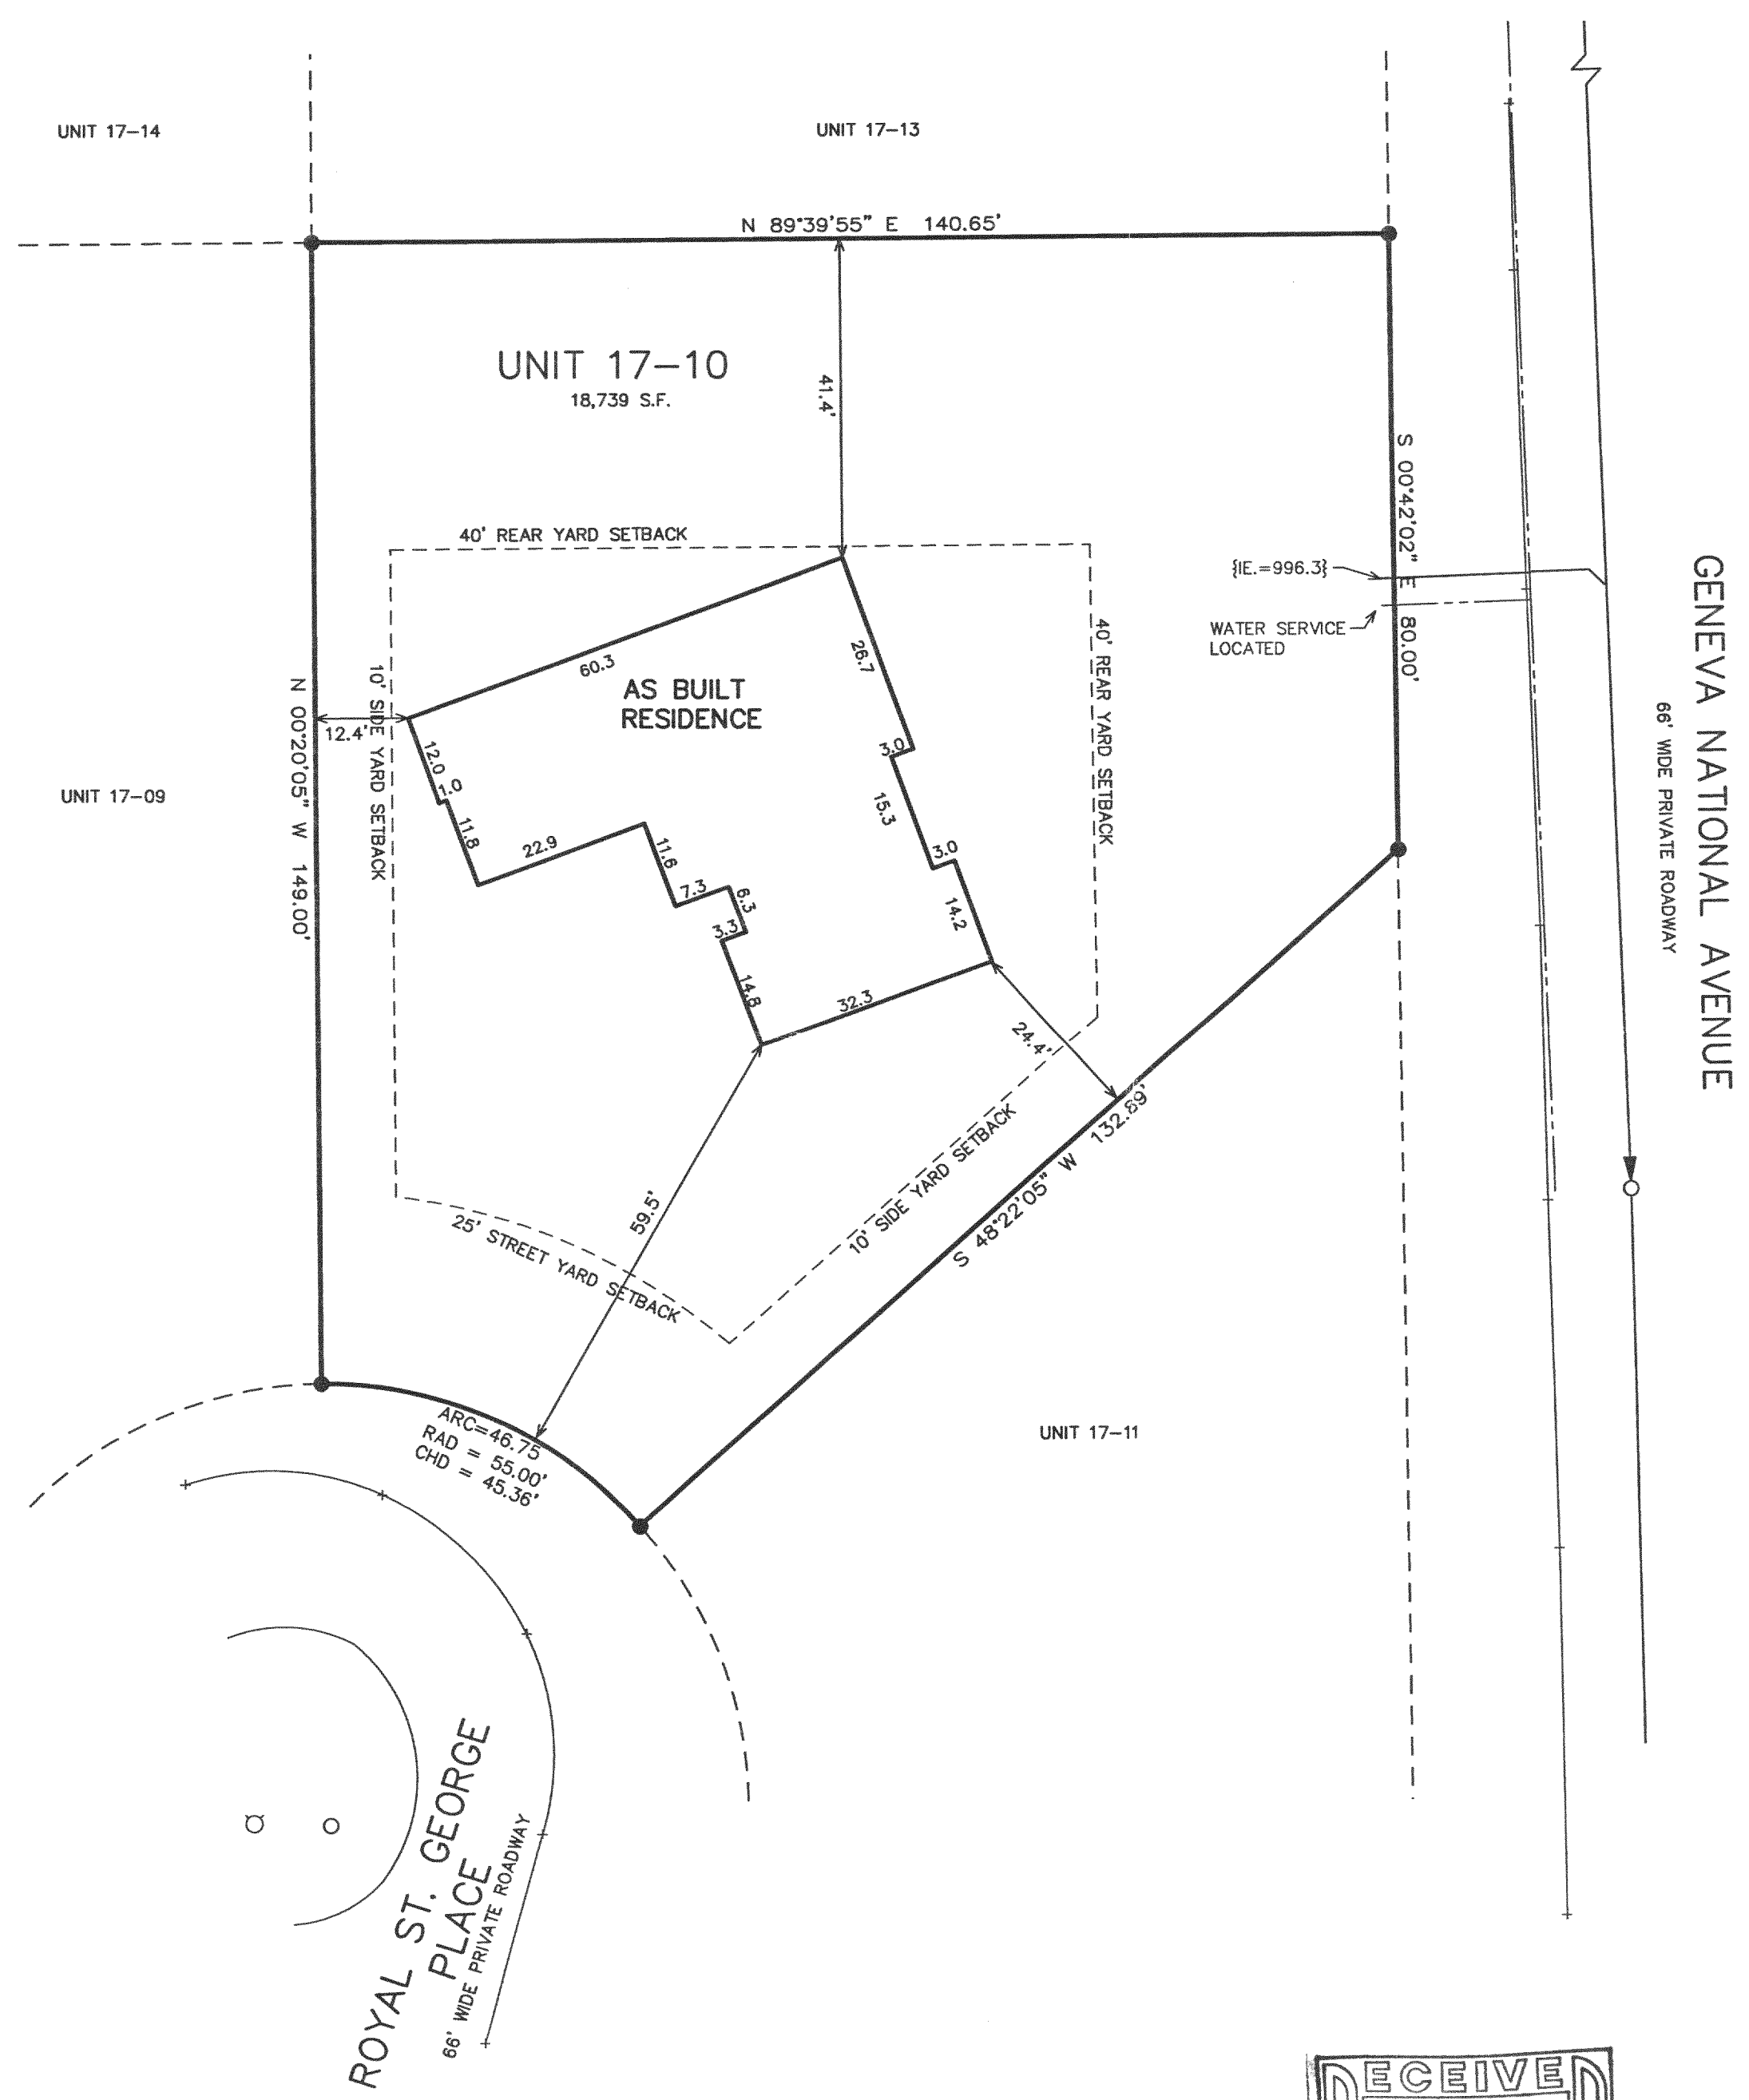 UNIT 17-14
UNIT 17-13
N 89°39'55" E 140.65'
UNIT 17-10
18,739 S.F.
41.4'
S 00°42'02" E 80.00'
40' REAR YARD SETBACK
{IE.=996.3}
WATER SERVICE
LOCATED
GENEVA NATIONAL AVENUE
66' WIDE PRIVATE ROADWAY
40' REAR YARD SETBACK
26.7
60.3
AS BUILT
RESIDENCE
10' SIDE YARD SETBACK
N 00°20'05" W 149.00'
12.4'
12.0
1.0
11.8
22.9
11.6
7.3
6.3
3.3
14.8
3.0
15.3
3.0
14.2
32.3
24.4'
UNIT 17-09
59.5'
25' STREET YARD SETBACK
10' SIDE YARD SETBACK
S 48°22'05" W 132.89'
ARC=46.75
RAD = 55.00'
CHD = 45.36'
UNIT 17-11
ROYAL ST. GEORGE
PLACE
66' WIDE PRIVATE ROADWAY
RECEIVED